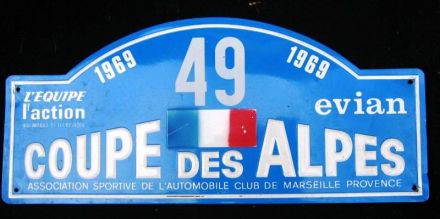 1969 49 1969
L'EQUIPE
l'action
evian
COUPE DES ALPES
ASSOCIATION SPORTIVE DE L'AUTOMOBILE CLUB DE MARSEILLE PROVENCE